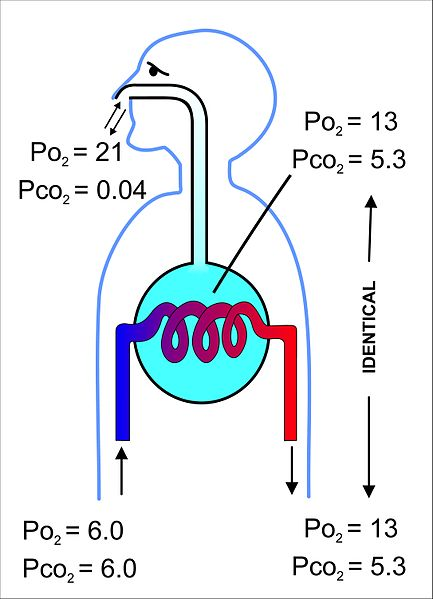 Po₂ = 21
Pco₂ = 0.04
Po₂ = 13
Pco₂ = 5.3
IDENTICAL
Po₂ = 6.0
Pco₂ = 6.0
Po₂ = 13
Pco₂ = 5.3